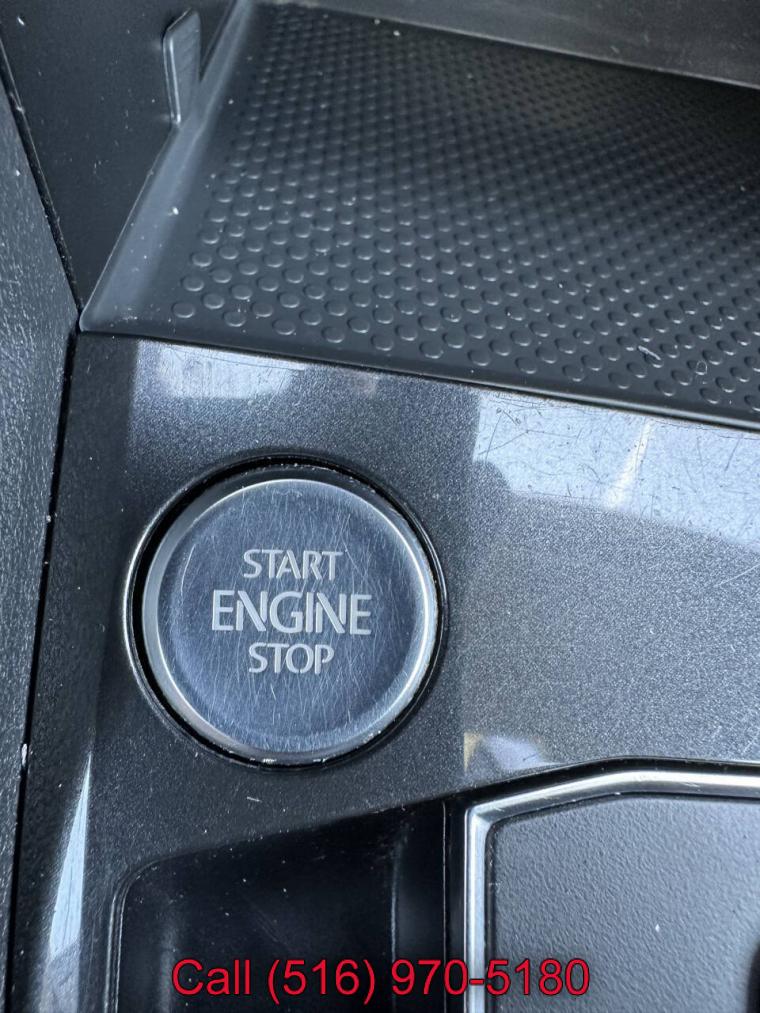 START
ENGINE
STOP
Call (516) 970-5180